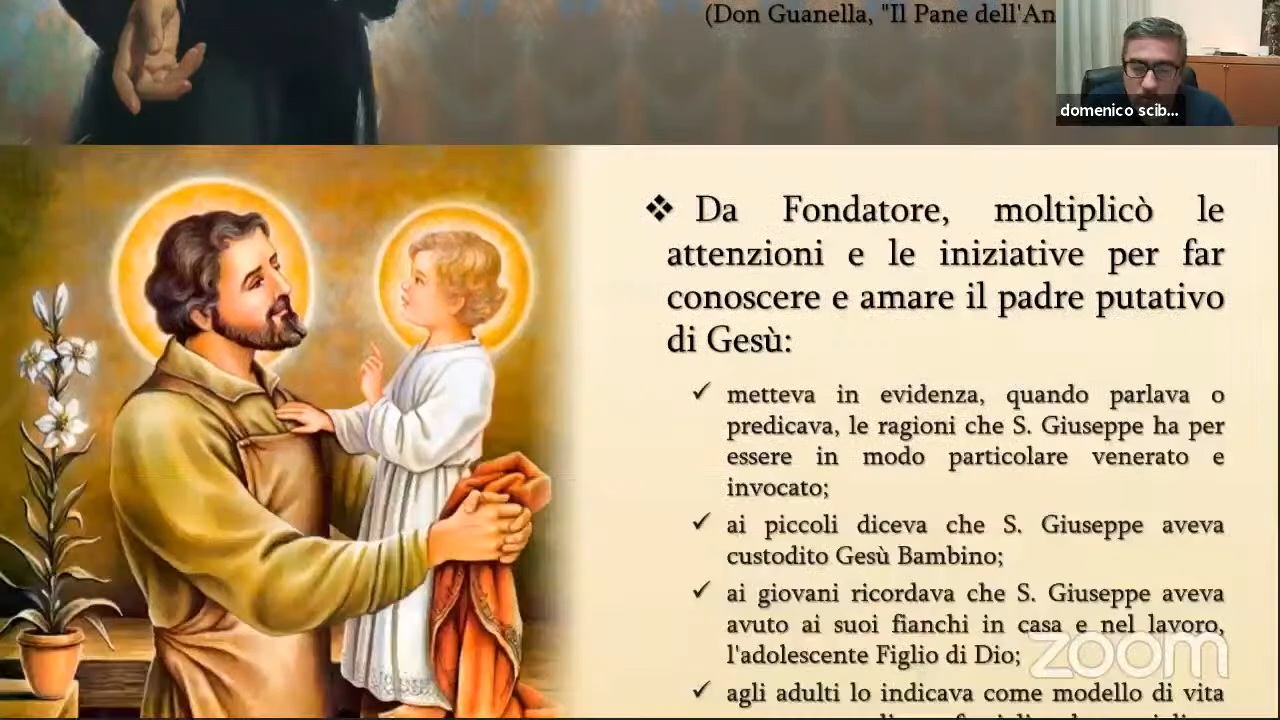 (Don Guanella, "Il Pane dell'An
domenico scib...
❖ Da Fondatore, moltiplicò le
attenzioni e le iniziative per far
conoscere e amare il padre putativo
di Gesù:
✓ metteva in evidenza, quando parlava o
predicava, le ragioni che S. Giuseppe ha per
essere in modo particolare venerato e
invocato;
✓ ai piccoli diceva che S. Giuseppe aveva
custodito Gesù Bambino;
✓ ai giovani ricordava che S. Giuseppe aveva
avuto ai suoi fianchi in casa e nel lavoro,
l'adolescente Figlio di Dio;
✓ agli adulti lo indicava come modello di vita
zoom